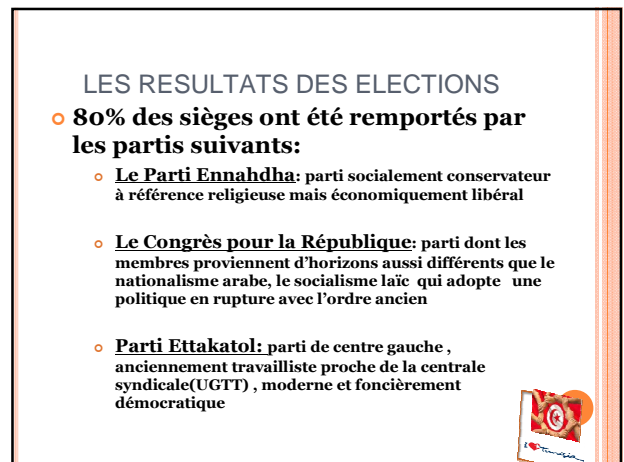 LES RESULTATS DES ELECTIONS
80% des sièges ont été remportés par
les partis suivants:
Le Parti Ennahdha: parti socialement conservateur
à référence religieuse mais économiquement libéral
Le Congrès pour la République: parti dont les
membres proviennent d'horizons aussi différents que le
nationalisme arabe, le socialisme laïc qui adopte une
politique en rupture avec l'ordre ancien
Parti Ettakatol: parti de centre gauche ,
anciennement travailliste proche de la centrale
syndicale(UGTT) , moderne et foncièrement
démocratique
I ❤ Tunisia